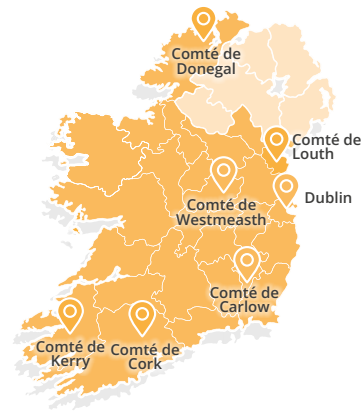 Comté de
Donegal
Comté de
Louth
Dublin
Comté de
Westmeasth
Comté de
Carlow
Comté de
Kerry
Comté de
Cork